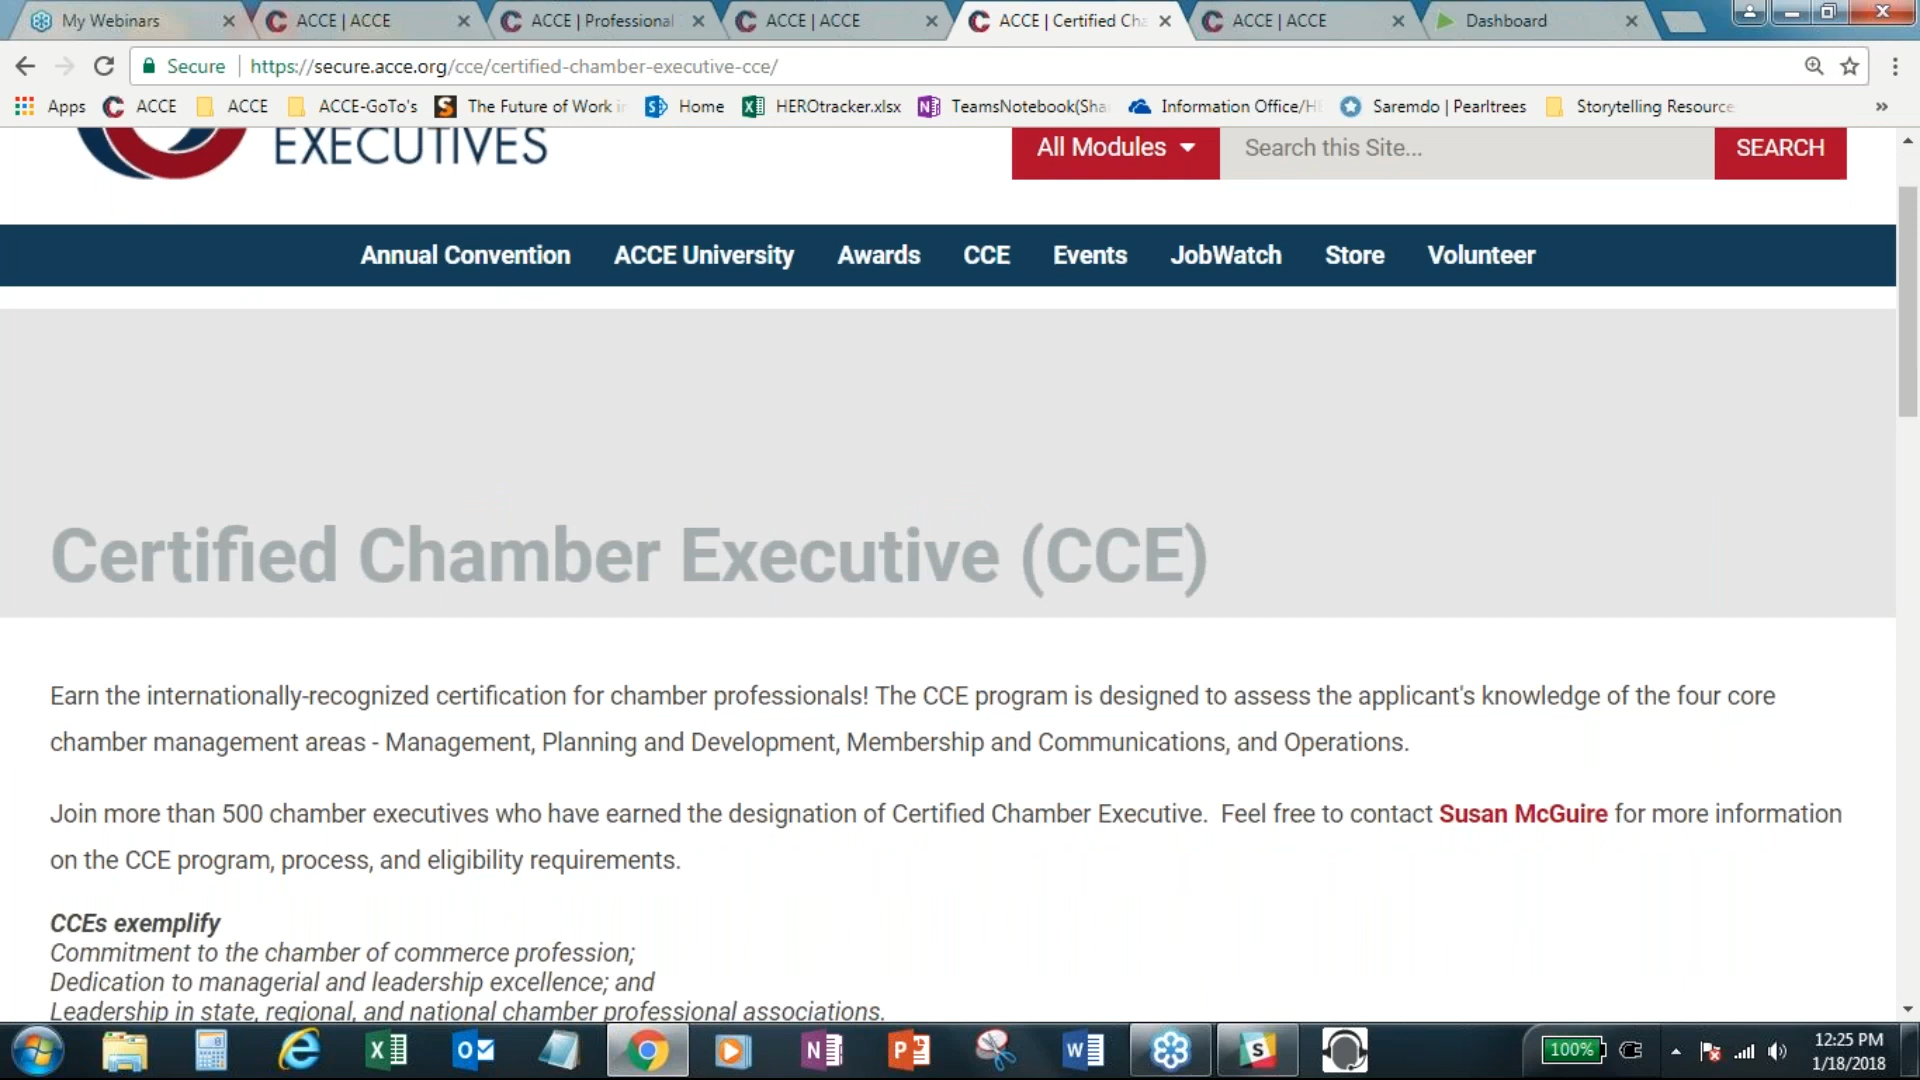 My Webinars
ACCE | ACCE
ACCE | Professional
ACCE | ACCE
ACCE | Certified Ch
ACCE | ACCE
Dashboard
Secure
https://secure.acce.org/cce/certified-chamber-executive-cce/
Apps
ACCE
ACCE
ACCE-GoTo's
The Future of Work in
Home
HEROtracker.xlsx
TeamsNotebook(Sha
Information Office/H
Saremdo | Pearltrees
Storytelling Resource
»
EXECUTIVES
All Modules
Search this Site...
SEARCH
Annual Convention
ACCE University
Awards
CCE
Events
JobWatch
Store
Volunteer
Certified Chamber Executive (CCE)
Earn the internationally-recognized certification for chamber professionals! The CCE program is designed to assess the applicant's knowledge of the four core
chamber management areas - Management, Planning and Development, Membership and Communications, and Operations.
Join more than 500 chamber executives who have earned the designation of Certified Chamber Executive.  Feel free to contact Susan McGuire for more information
on the CCE program, process, and eligibility requirements.
CCEs exemplify
Commitment to the chamber of commerce profession;
Dedication to managerial and leadership excellence; and
Leadership in state, regional, and national chamber professional associations.
100%
12:25 PM
1/18/2018